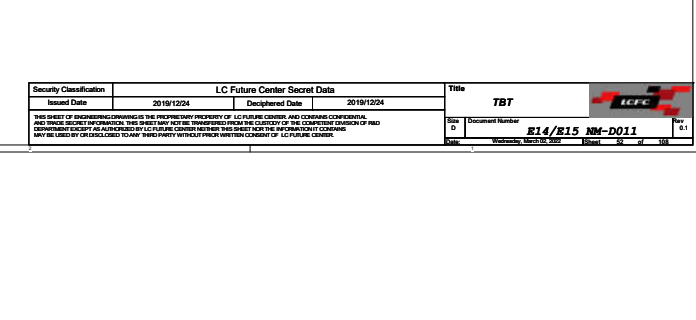 Security Classification
LC Future Center Secret Data
Issued Date
2019/12/24
Deciphered Date
2019/12/24
THIS SHEET OF ENGINEERING DRAWING IS THE PROPRIETARY PROPERTY OF LC FUTURE CENTER. AND CONTAINS CONFIDENTIAL
AND TRADE SECRET INFORMATION. THIS SHEET MAY NOT BE TRANSFERED FROM THE CUSTODY OF THE COMPETENT DIVISION OF R&D
DEPARTMENT EXCEPT AS AUTHORIZED BY LC FUTURE CENTER NEITHER THIS SHEET NOR THE INFORMATION IT CONTAINS
MAY BE USED BY OR DISCLOSED TO ANY THIRD PARTY WITHOUT PRIOR WRITTEN CONSENT OF LC FUTURE CENTER.
Title
TBT
LCFC
Size
D
Document Number
E14/E15 NM-D011
Rev
0.1
Date:
Wednesday, March 02, 2022
Sheet 52 of 108
2
1